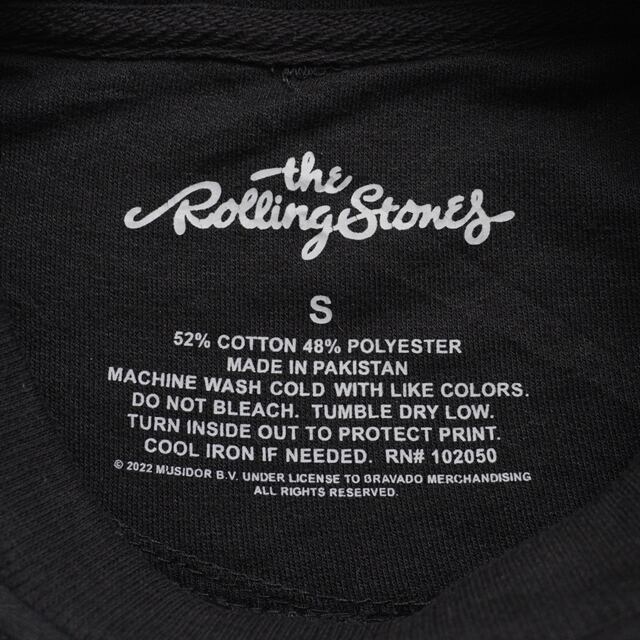 the
Rolling Stones
S
52% COTTON 48% POLYESTER
MADE IN PAKISTAN
MACHINE WASH COLD WITH LIKE COLORS.
DO NOT BLEACH. TUMBLE DRY LOW.
TURN INSIDE OUT TO PROTECT PRINT.
COOL IRON IF NEEDED. RN# 102050
© 2022 MUSIDOR B.V. UNDER LICENSE TO BRAVADO MERCHANDISING
ALL RIGHTS RESERVED.